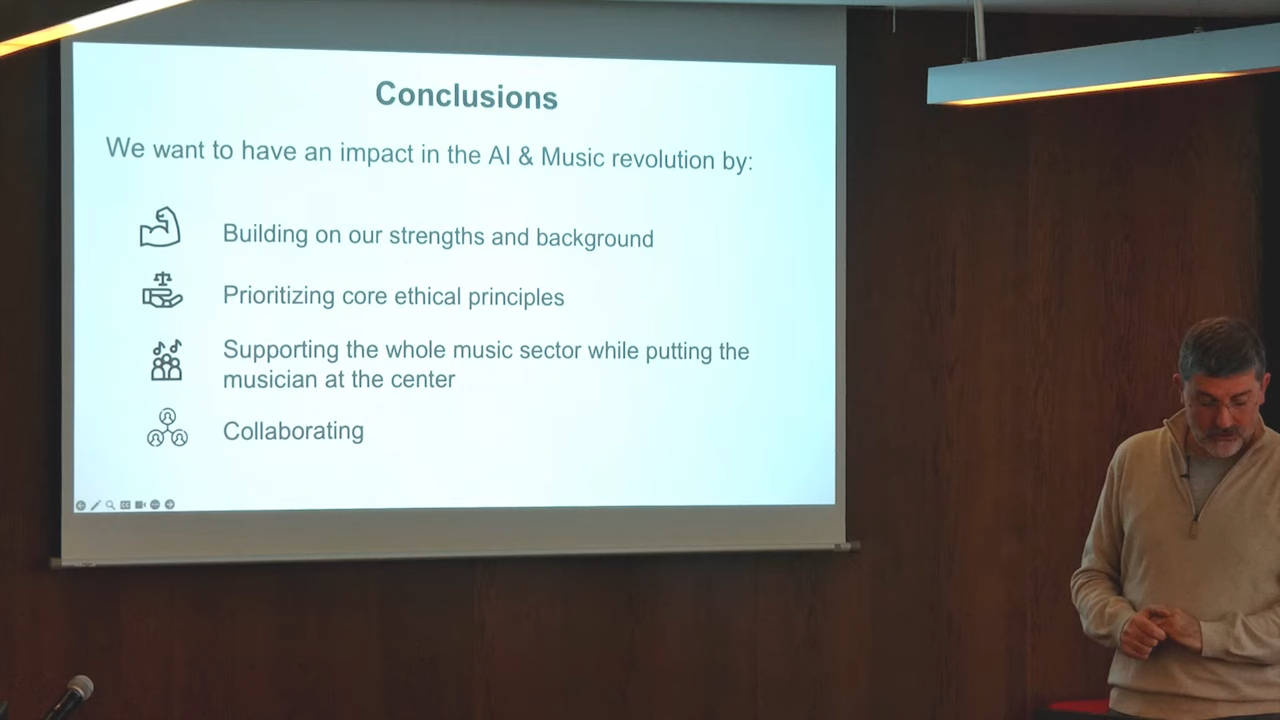 Conclusions
We want to have an impact in the AI & Music revolution by:
Building on our strengths and background
Prioritizing core ethical principles
Supporting the whole music sector while putting the
musician at the center
Collaborating